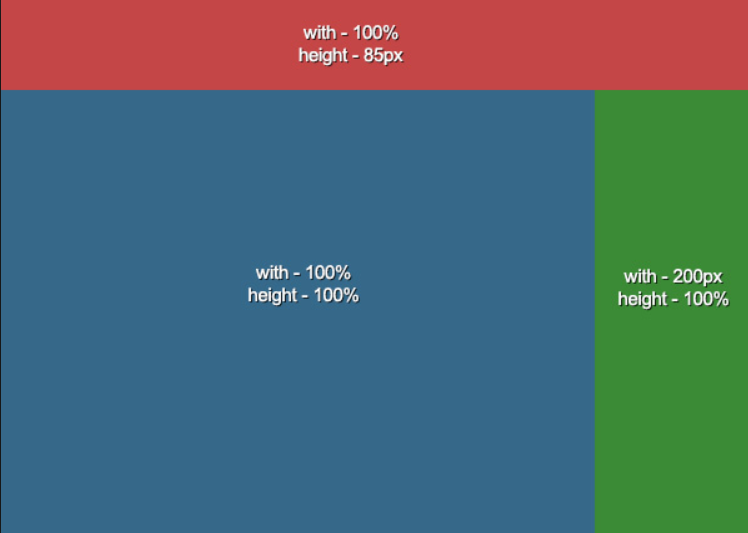 with - 100%
height - 85px
with - 100%
height - 100%
with - 200px
height - 100%